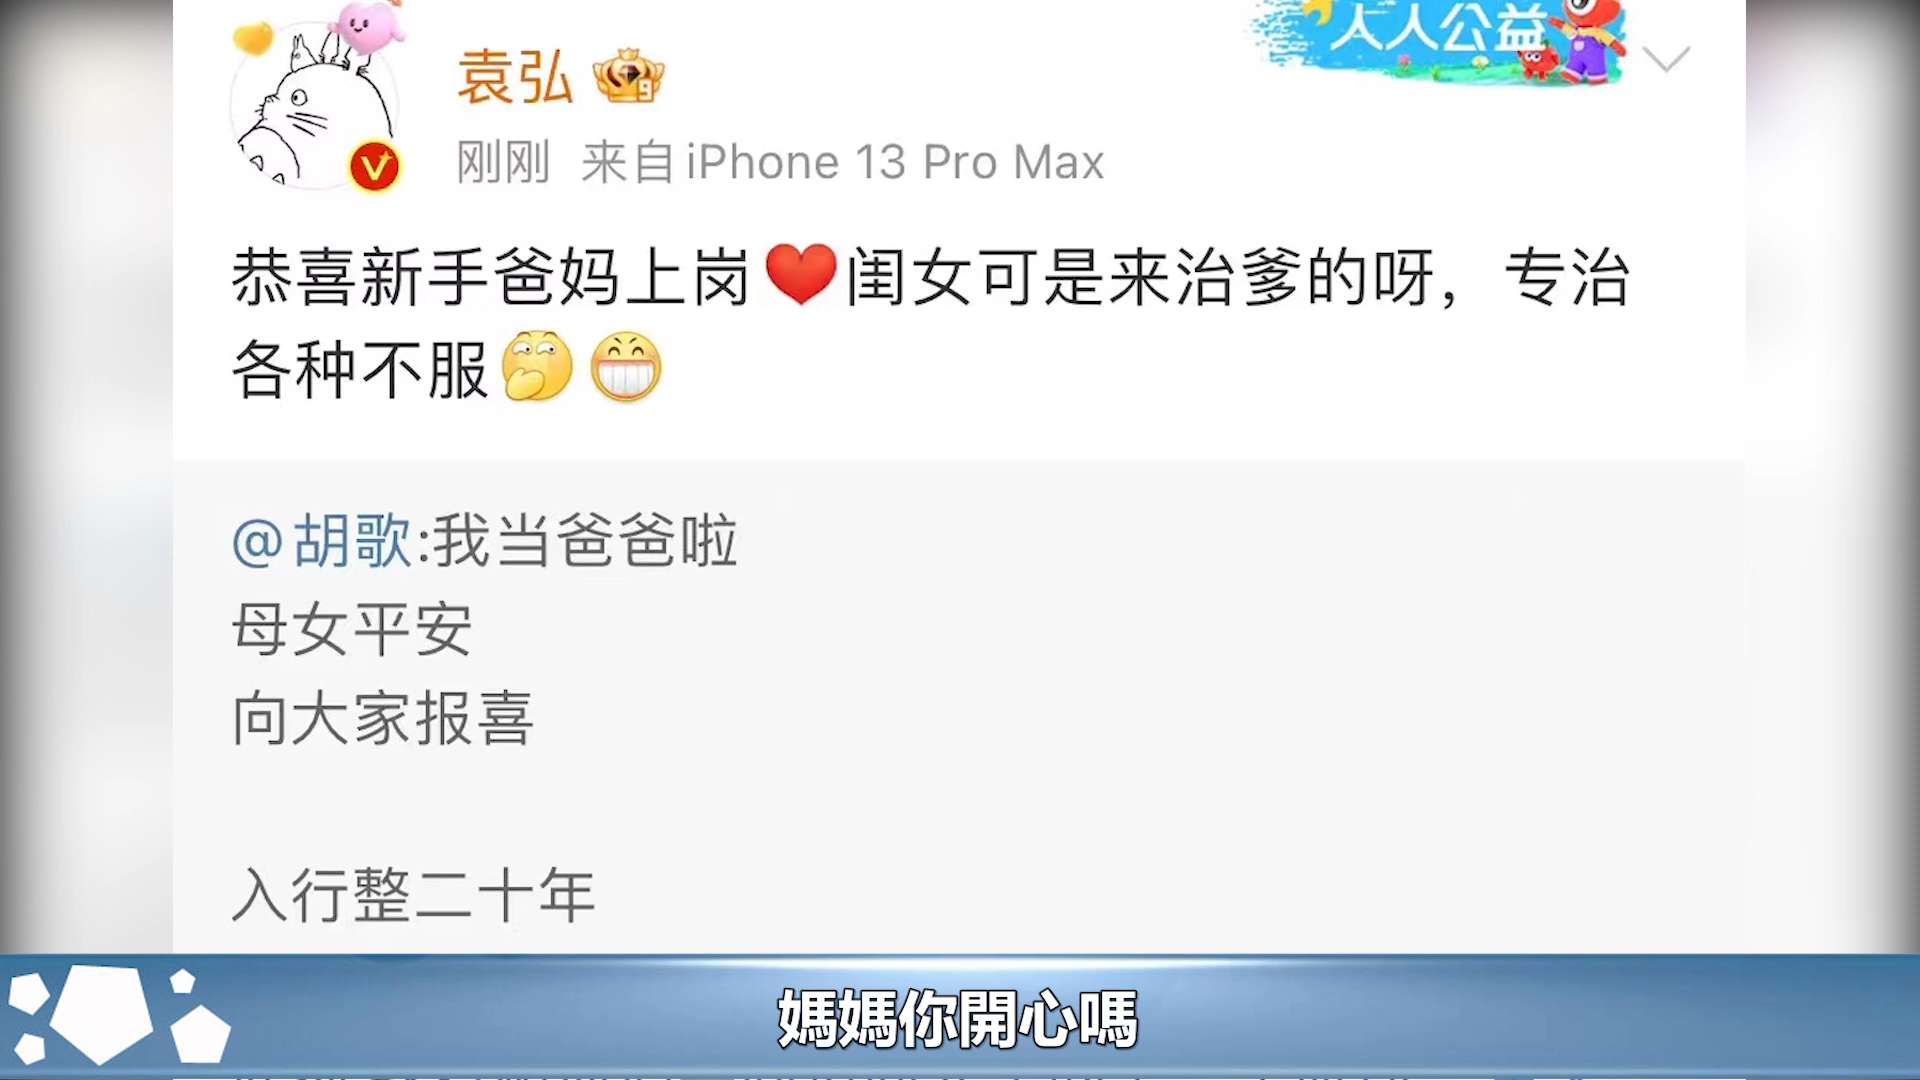 人人公益
袁弘
9
刚刚 来自iPhone 13 Pro Max
恭喜新手爸妈上岗❤️闺女可是来治爹的呀，专治
各种不服🤔😁
@胡歌:我当爸爸啦
母女平安
向大家报喜
入行整二十年
媽媽你開心嗎